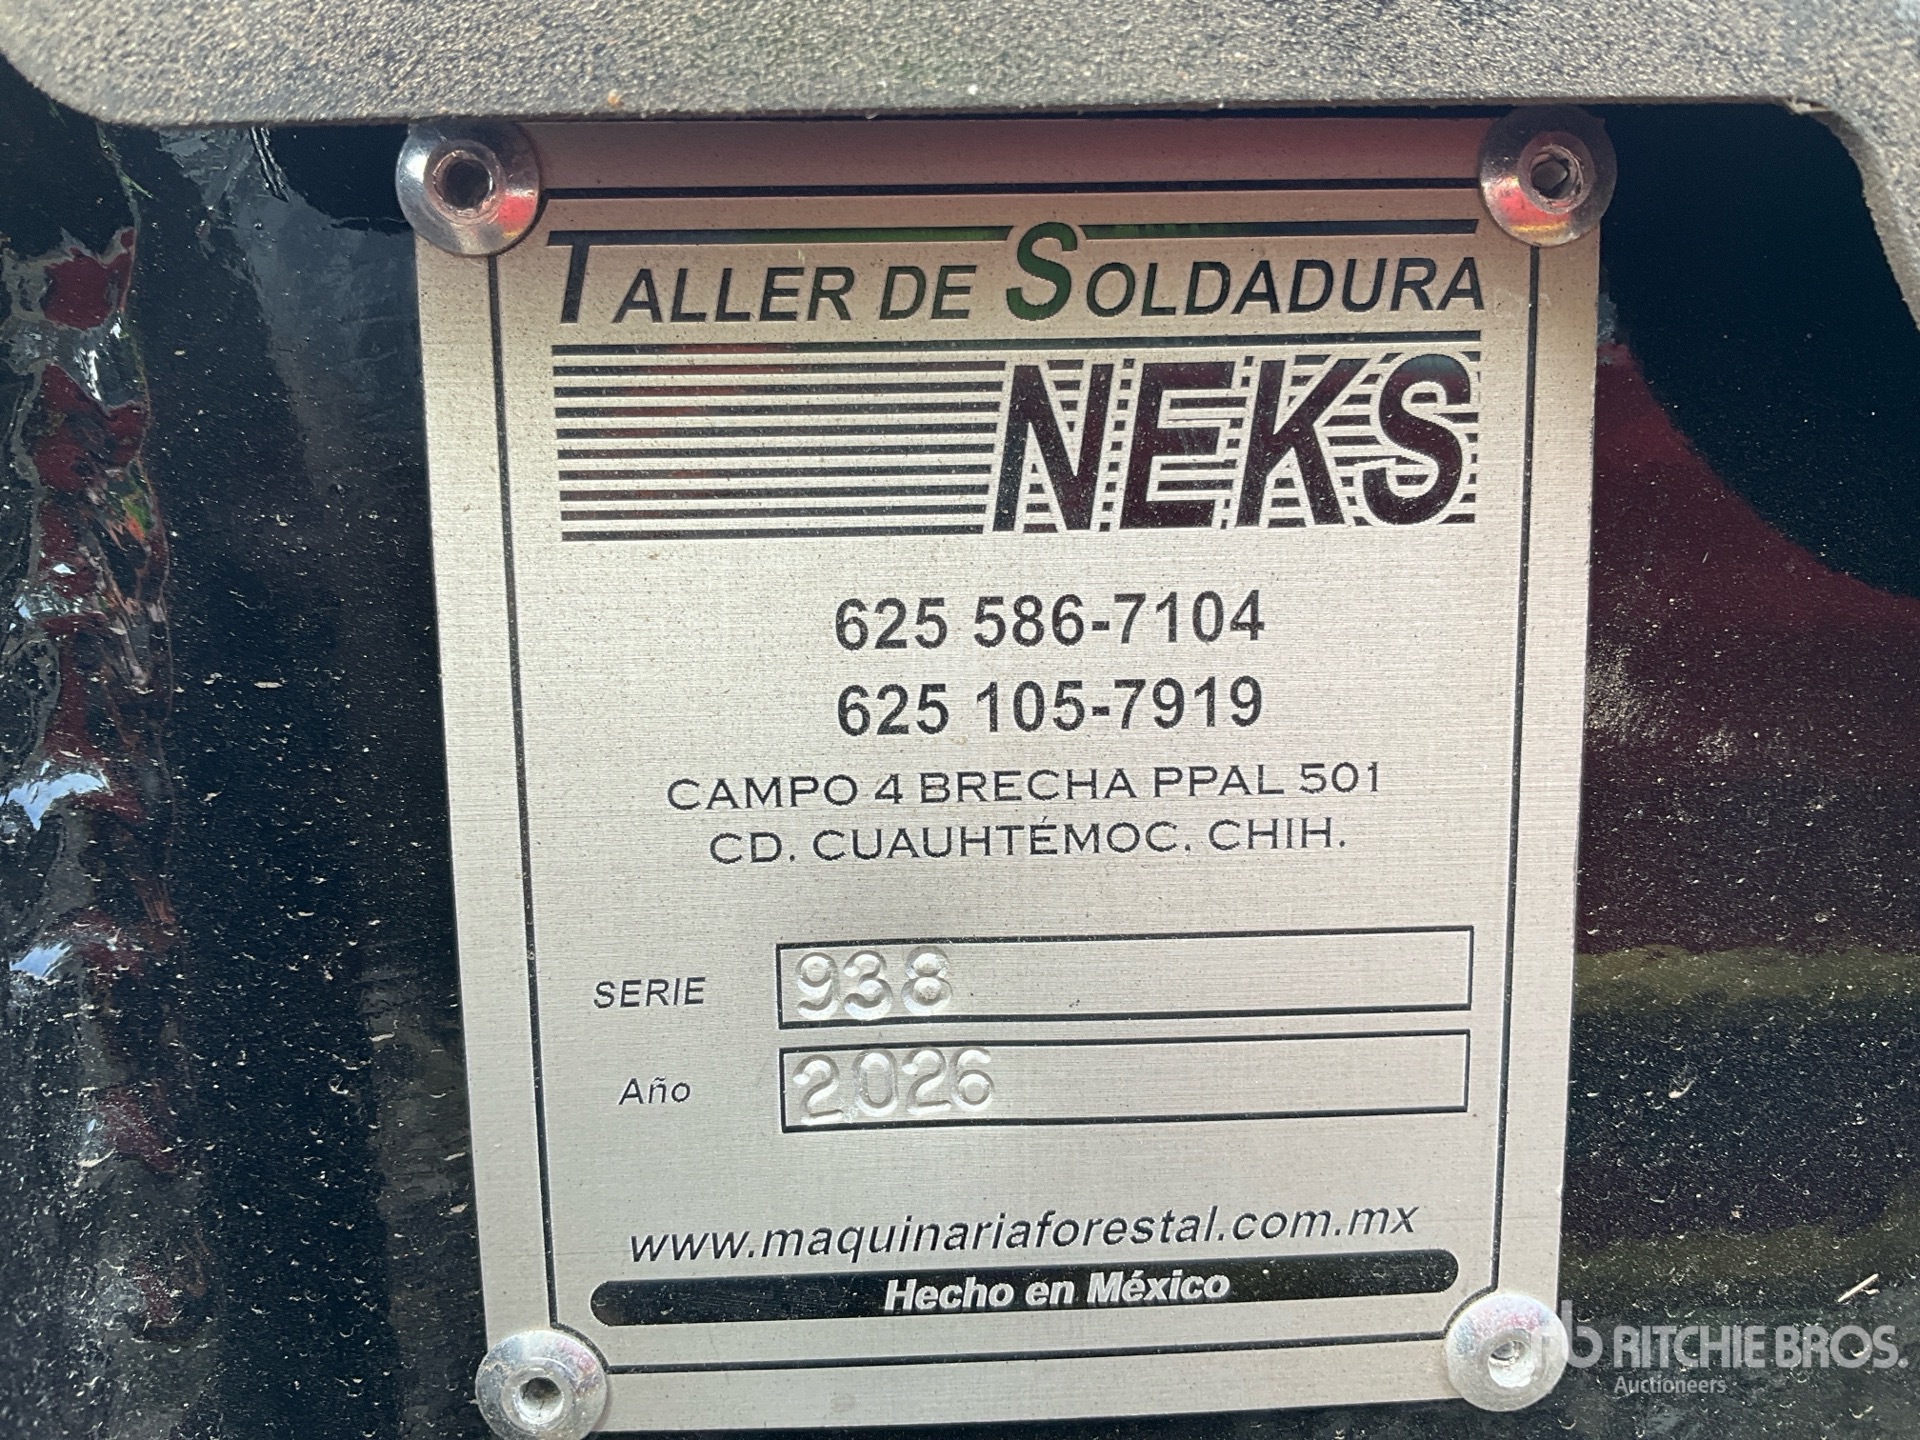 TALLER DE SOLDADURA
NEKS
625 586-7104
625 105-7919
CAMPO 4 BRECHA PPAL 501
CD. CUAUHTÉMOC, CHIH.
SERIE 938
Año 2026
www.maquinariaforestal.com.mx
Hecho en México
rb RITCHIE BROS.
Auctioneers